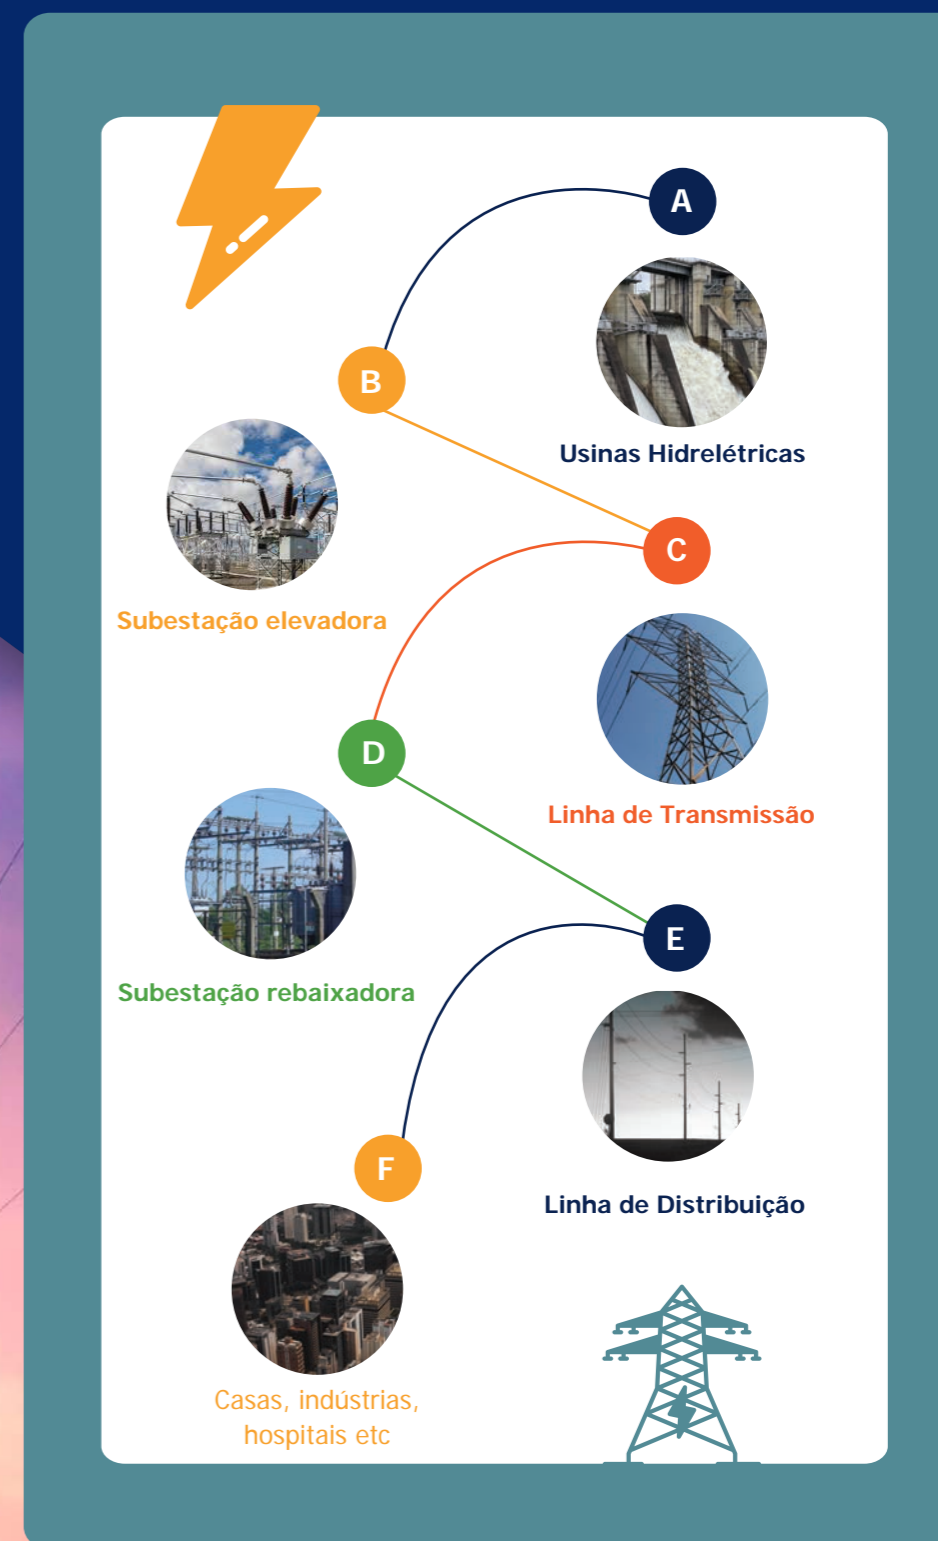 A
Usinas Hidrelétricas
B
Subestação elevadora
C
Linha de Transmissão
D
Subestação rebaixadora
E
Linha de Distribuição
F
Casas, indústrias,
hospitais etc